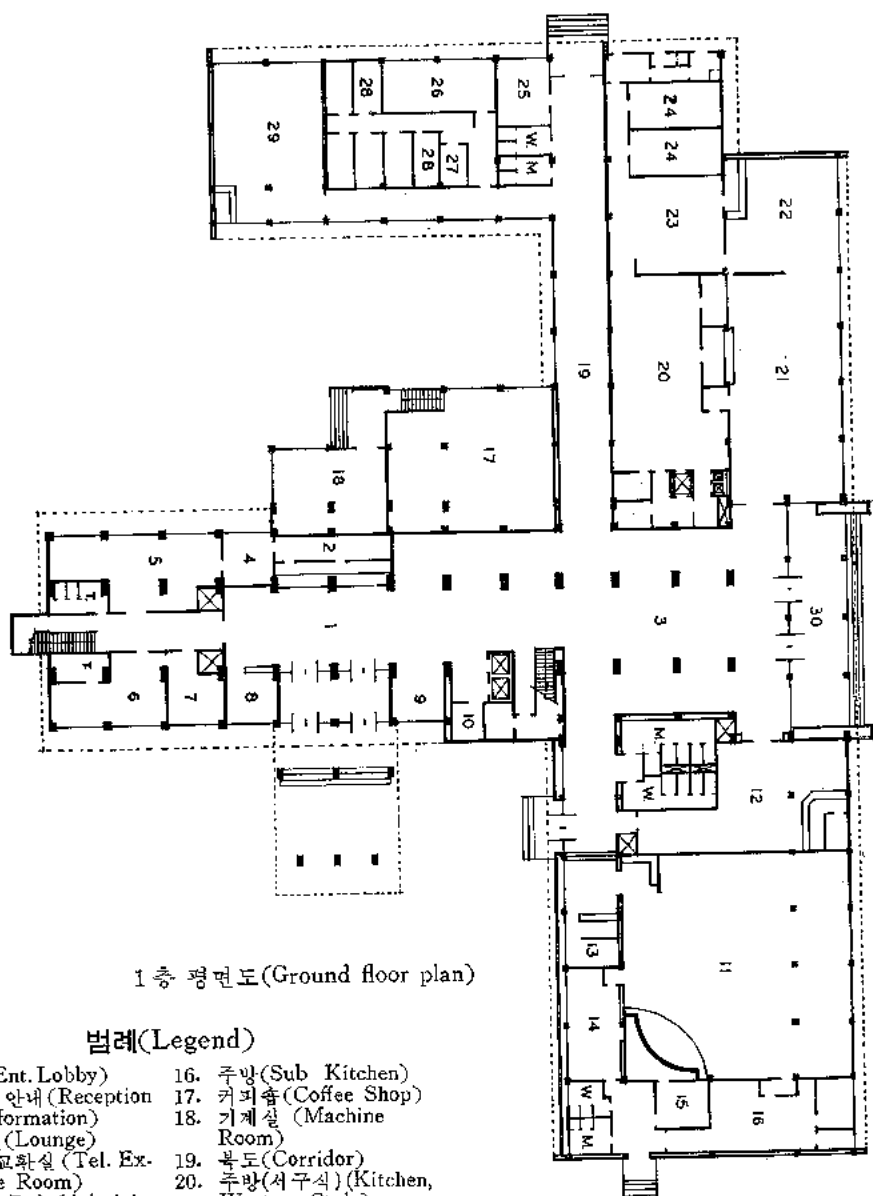 29
28
26
25
W
M
28
27
24
24
23
22
19
20
21
17
18
5
4
2
T
1
3
30
T
6
7
8
9
10
M
W
12
13
11
14
15
16
W
M
1층 평면도(Ground floor plan)
범례(Legend)
Ent. Lobby)
안내(Reception
formation)
(Lounge)
교환실(Tel. Ex-
e Room)
16. 주방(Sub Kitchen)
17. 커피숍(Coffee Shop)
18. 기계실 (Machine
Room)
19. 복도(Corridor)
20. 주방(서구식)(Kitchen,